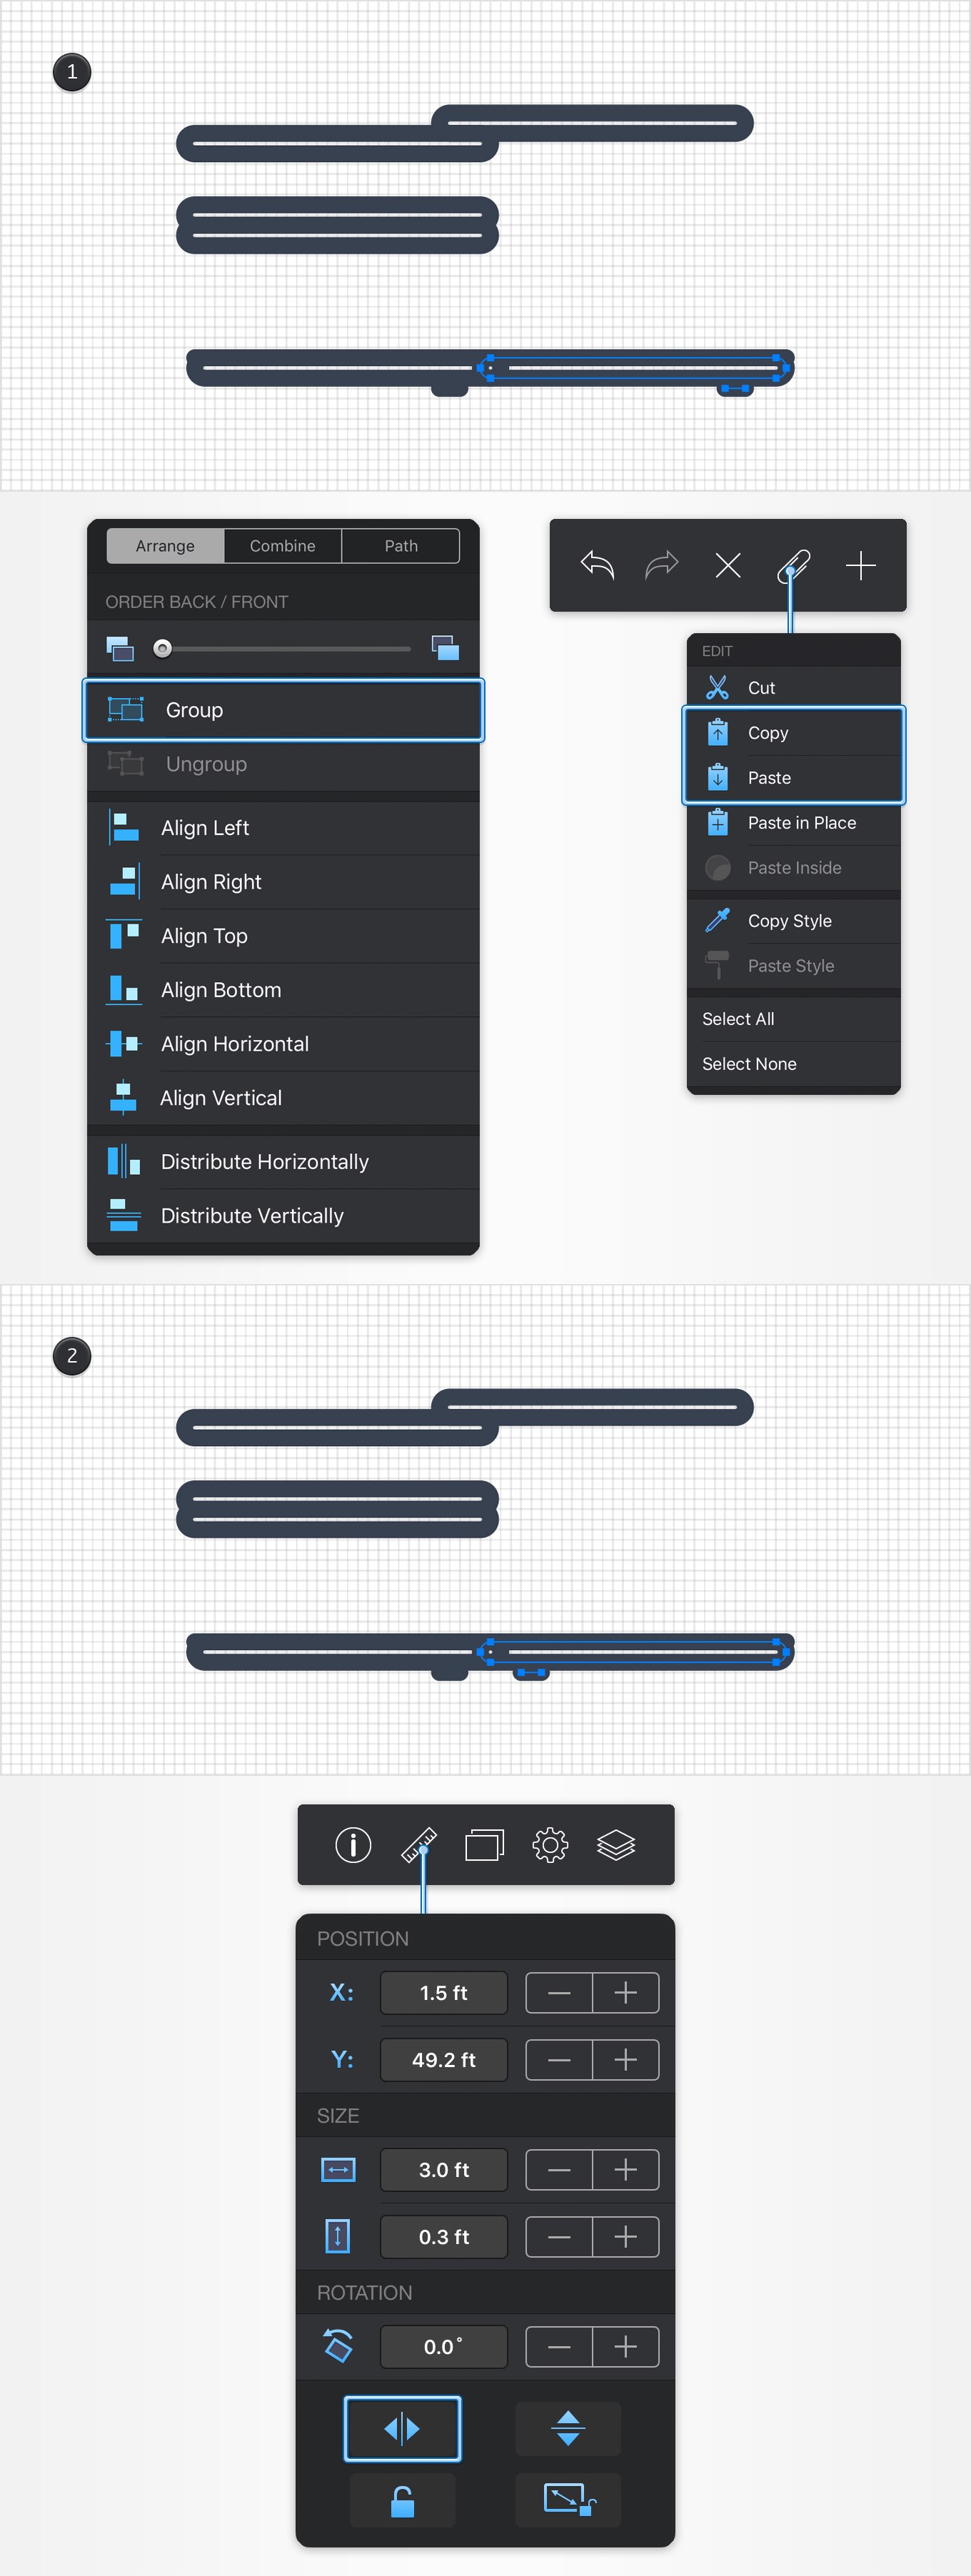 1
Arrange Combine Path
ORDER BACK / FRONT
Group
Ungroup
Align Left
Align Right
Align Top
Align Bottom
Align Horizontal
Align Vertical
Distribute Horizontally
Distribute Vertically
EDIT
Cut
Copy
Paste
Paste in Place
Paste Inside
Copy Style
Paste Style
Select All
Select None
2
POSITION
X: 1.5 ft
Y: 49.2 ft
SIZE
3.0 ft
0.3 ft
ROTATION
0.0°